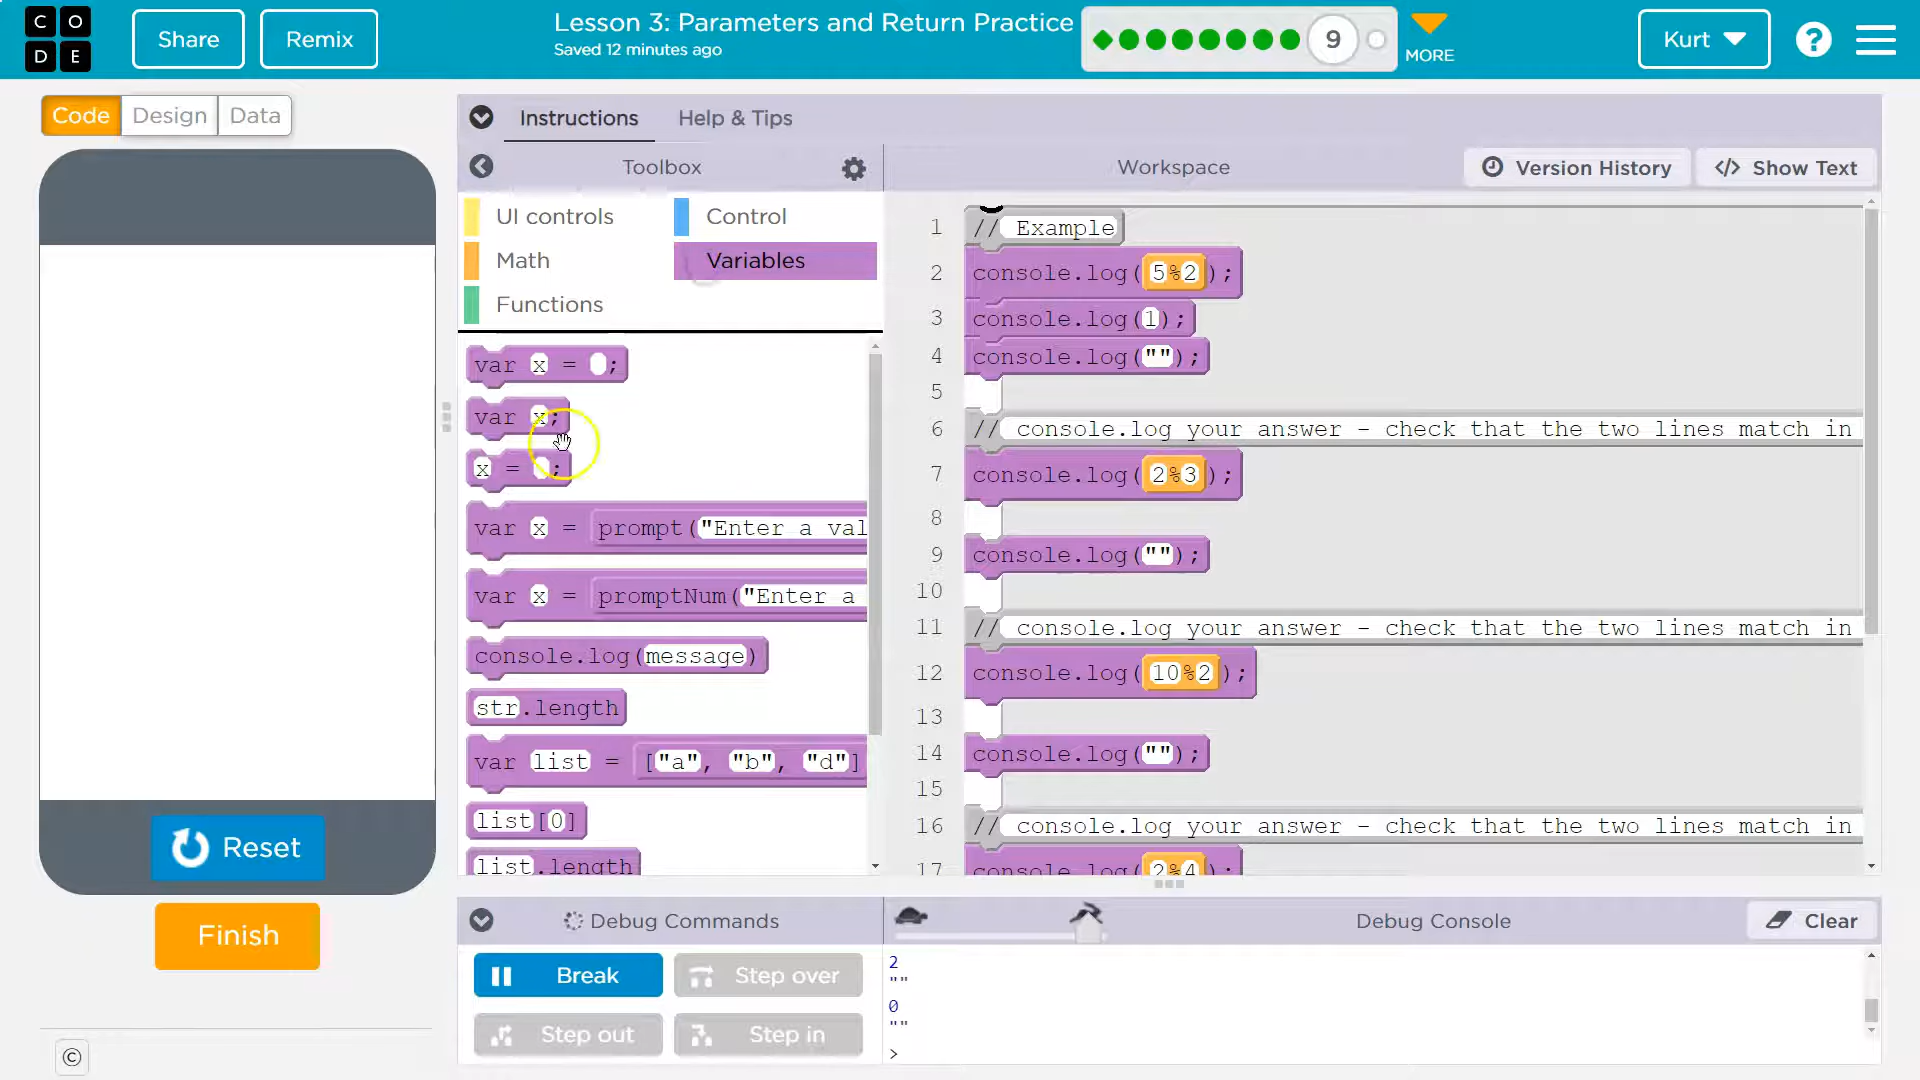 C O
D E
Share
Remix
Lesson 3: Parameters and Return Practice
Saved 12 minutes ago
9
MORE
Kurt
?
Code
Design
Data
Instructions
Help & Tips
Toolbox
Workspace
Version History
</> Show Text
UI controls
Control
Math
Variables
Functions
var x = ;
var x;
x = ;
var x = prompt("Enter a val
var x = promptNum("Enter a
console.log(message)
str.length
var list = ["a", "b", "d"]
list[0]
list.length
1 // Example
2 console.log(5%2);
3 console.log(1);
4 console.log("");
5
6 // console.log your answer - check that the two lines match in
7 console.log(2%3);
8
9 console.log("");
10
11 // console.log your answer - check that the two lines match in
12 console.log(10%2);
13
14 console.log("");
15
16 // console.log your answer - check that the two lines match in
17 console.log(2%4);
Reset
Finish
©
Debug Commands
Break
Step over
Step out
Step in
Debug Console
Clear
2
""
0
""
>